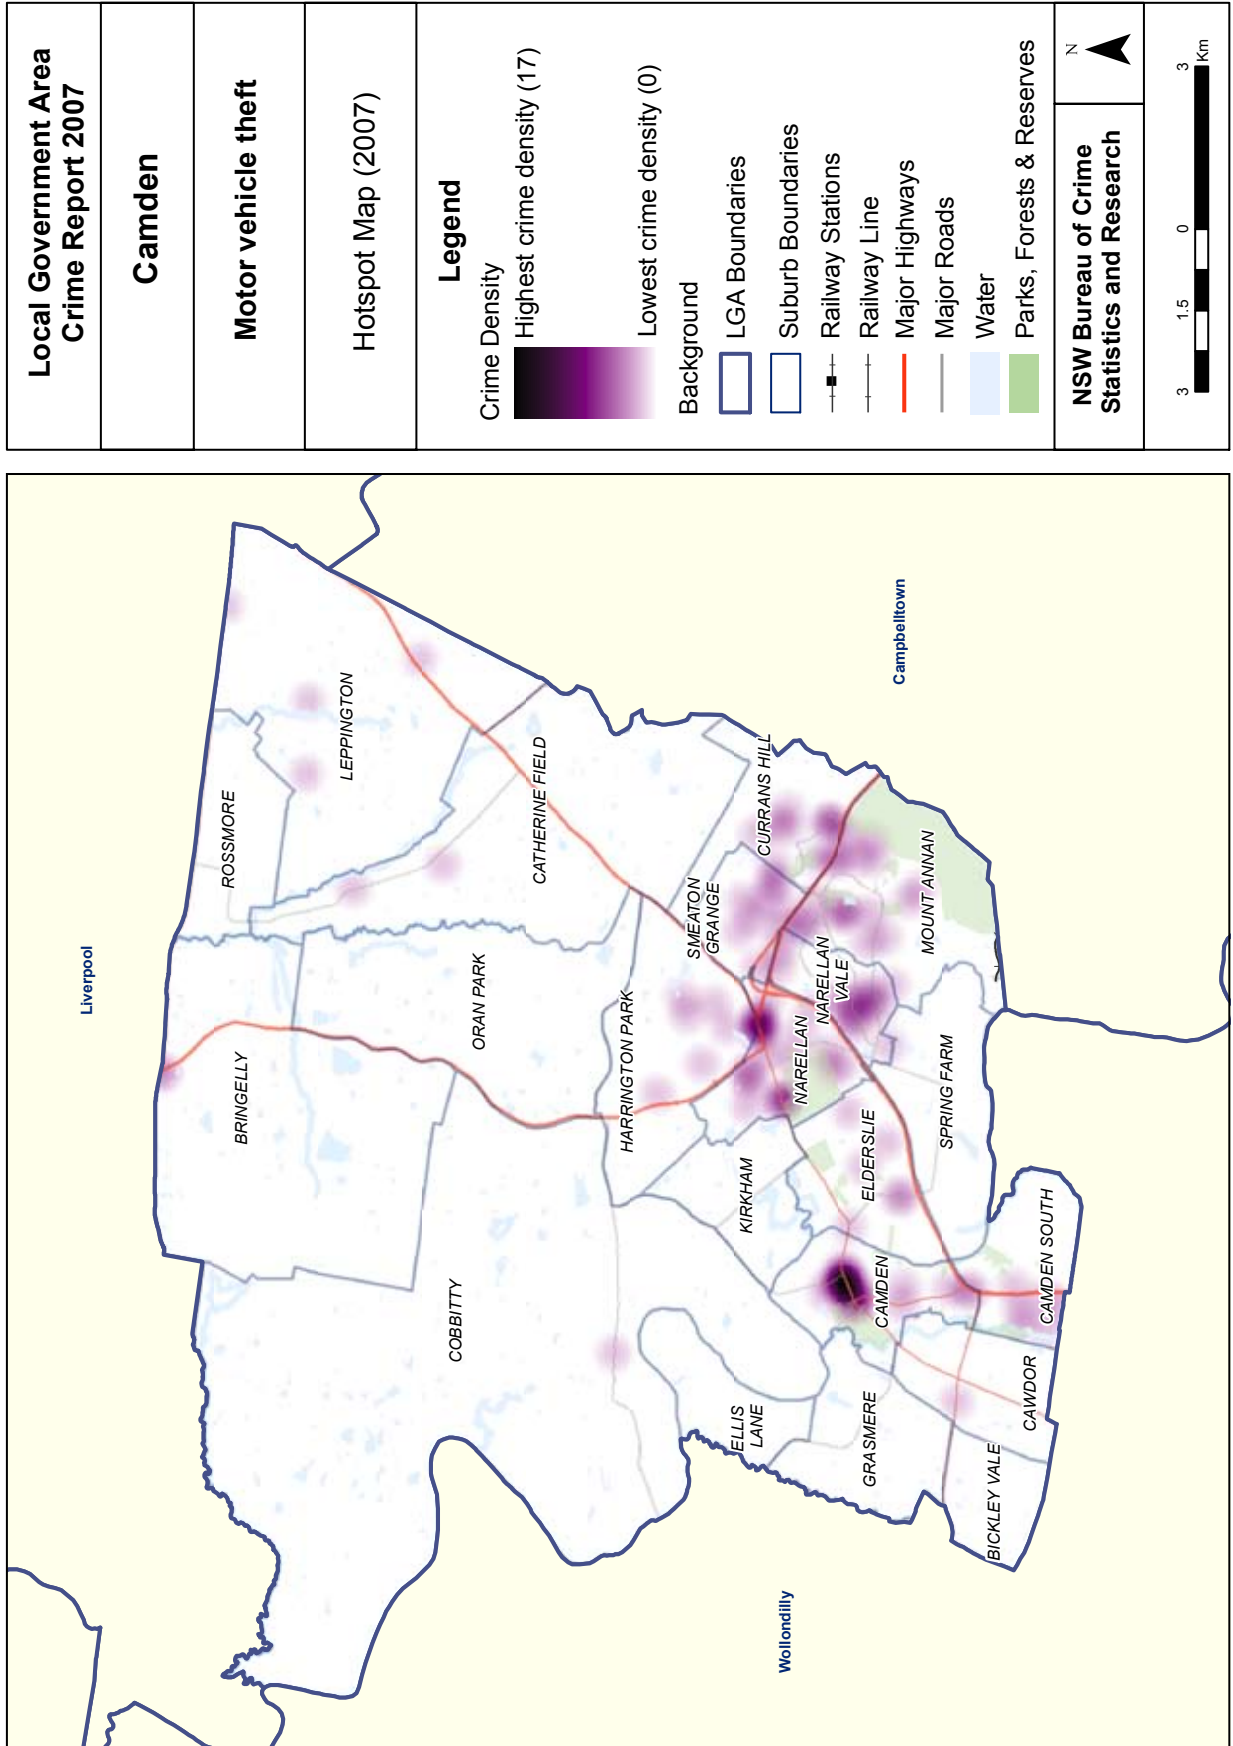 Local Government Area
Crime Report 2007
Camden
Motor vehicle theft
Hotspot Map (2007)
Legend
Crime Density
Highest crime density (17)
Lowest crime density (0)
Background
LGA Boundaries
Suburb Boundaries
Railway Stations
Railway Line
Major Highways
Major Roads
Water
Parks, Forests & Reserves
NSW Bureau of Crime
Statistics and Research
N
3
1.5
0
3
Km
Liverpool
Campbelltown
Wollondilly
ROSSMORE
LEPPINGTON
BRINGELLY
CATHERINE FIELD
ORAN PARK
COBBITTY
HARRINGTON PARK
SMEATON
GRANGE
CURRANS HILL
NARELLAN
NARELLAN
VALE
MOUNT ANNAN
KIRKHAM
ELDERSLIE
SPRING FARM
ELLIS
LANE
GRASMERE
CAMDEN
CAMDEN SOUTH
CAWDOR
BICKLEY VALE